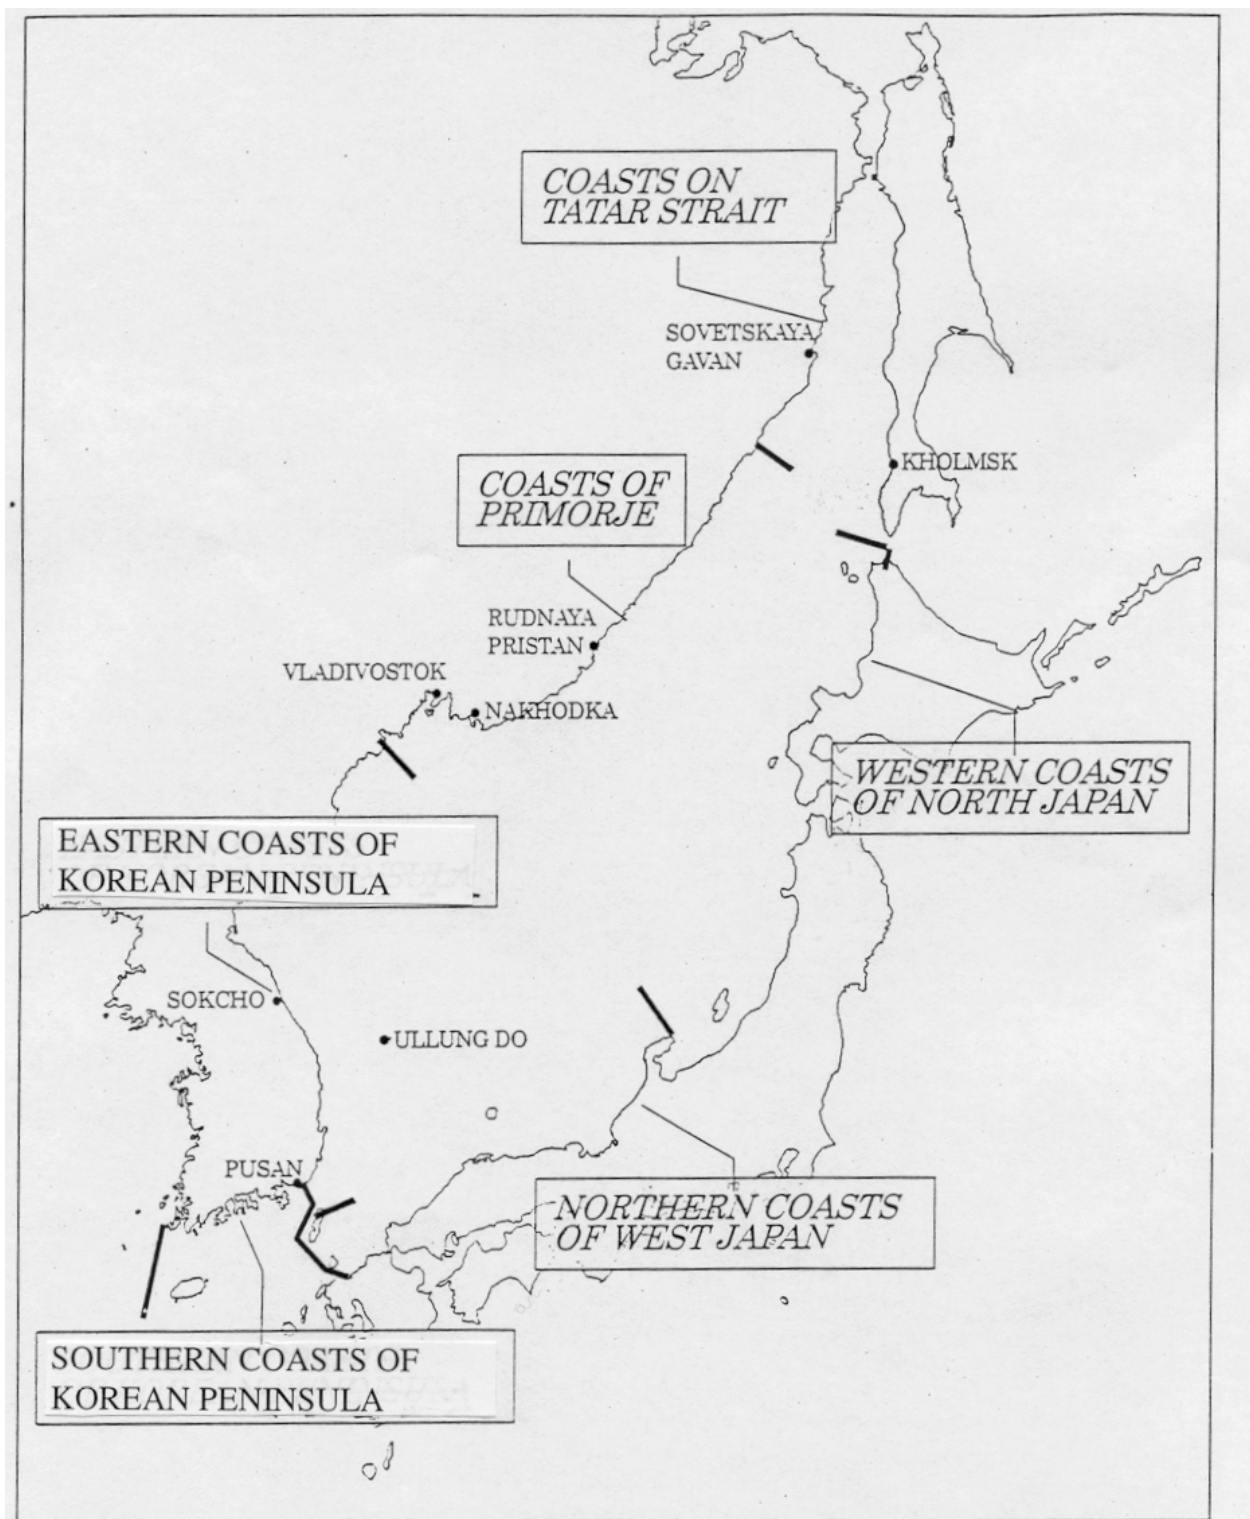 COASTS ON
TATAR STRAIT
SOVETSKAYA
GAVAN
KHOLMSK
COASTS OF
PRIMORJE
RUDNAYA
PRISTAN
VLADIVOSTOK
NAKHODKA
WESTERN COASTS
OF NORTH JAPAN
EASTERN COASTS OF
KOREAN PENINSULA
SOKCHO
ULLUNG DO
PUSAN
NORTHERN COASTS
OF WEST JAPAN
SOUTHERN COASTS OF
KOREAN PENINSULA